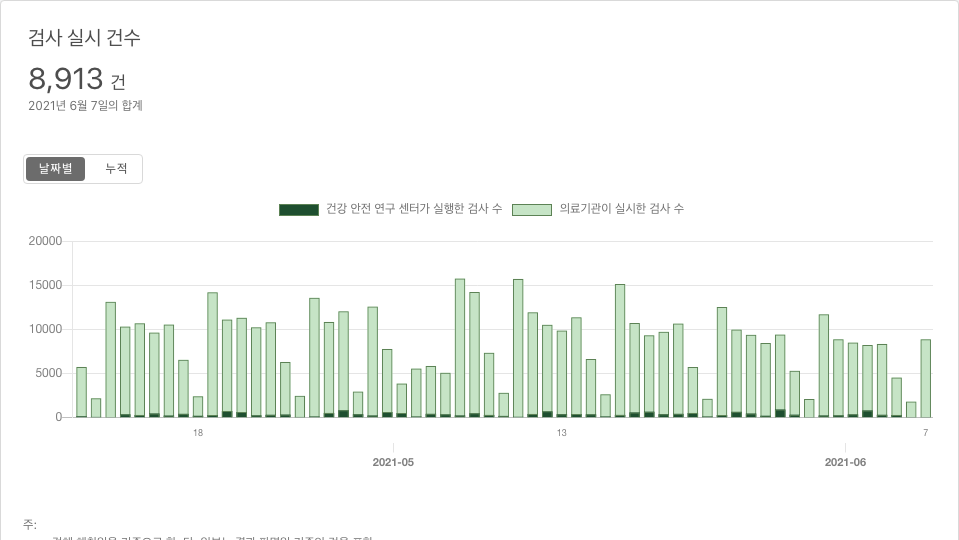 검사 실시 건수
8,913 건
2021년 6월 7일의 합계
날짜별 누적
건강 안전 연구 센터가 실행한 검사 수 의료기관이 실시한 검사 수
20000
15000
10000
5000
0
18 13 7
2021-05 2021-06
주: